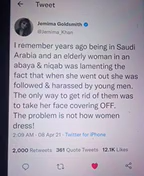 Tweet
Jemima Goldsmith
@Jemima_Khan
I remember years ago being in Saudi
Arabia and an elderly woman in an
abaya & niqab was lamenting the
fact that when she went out she was
followed & harassed by young men.
The only way to get rid of them was
to take her face covering OFF.
The problem is not how women
dress!
2:08 AM · 08 Apr 21 · Twitter for iPhone
2,000 Retweets 361 Quote Tweets 12.1K Likes